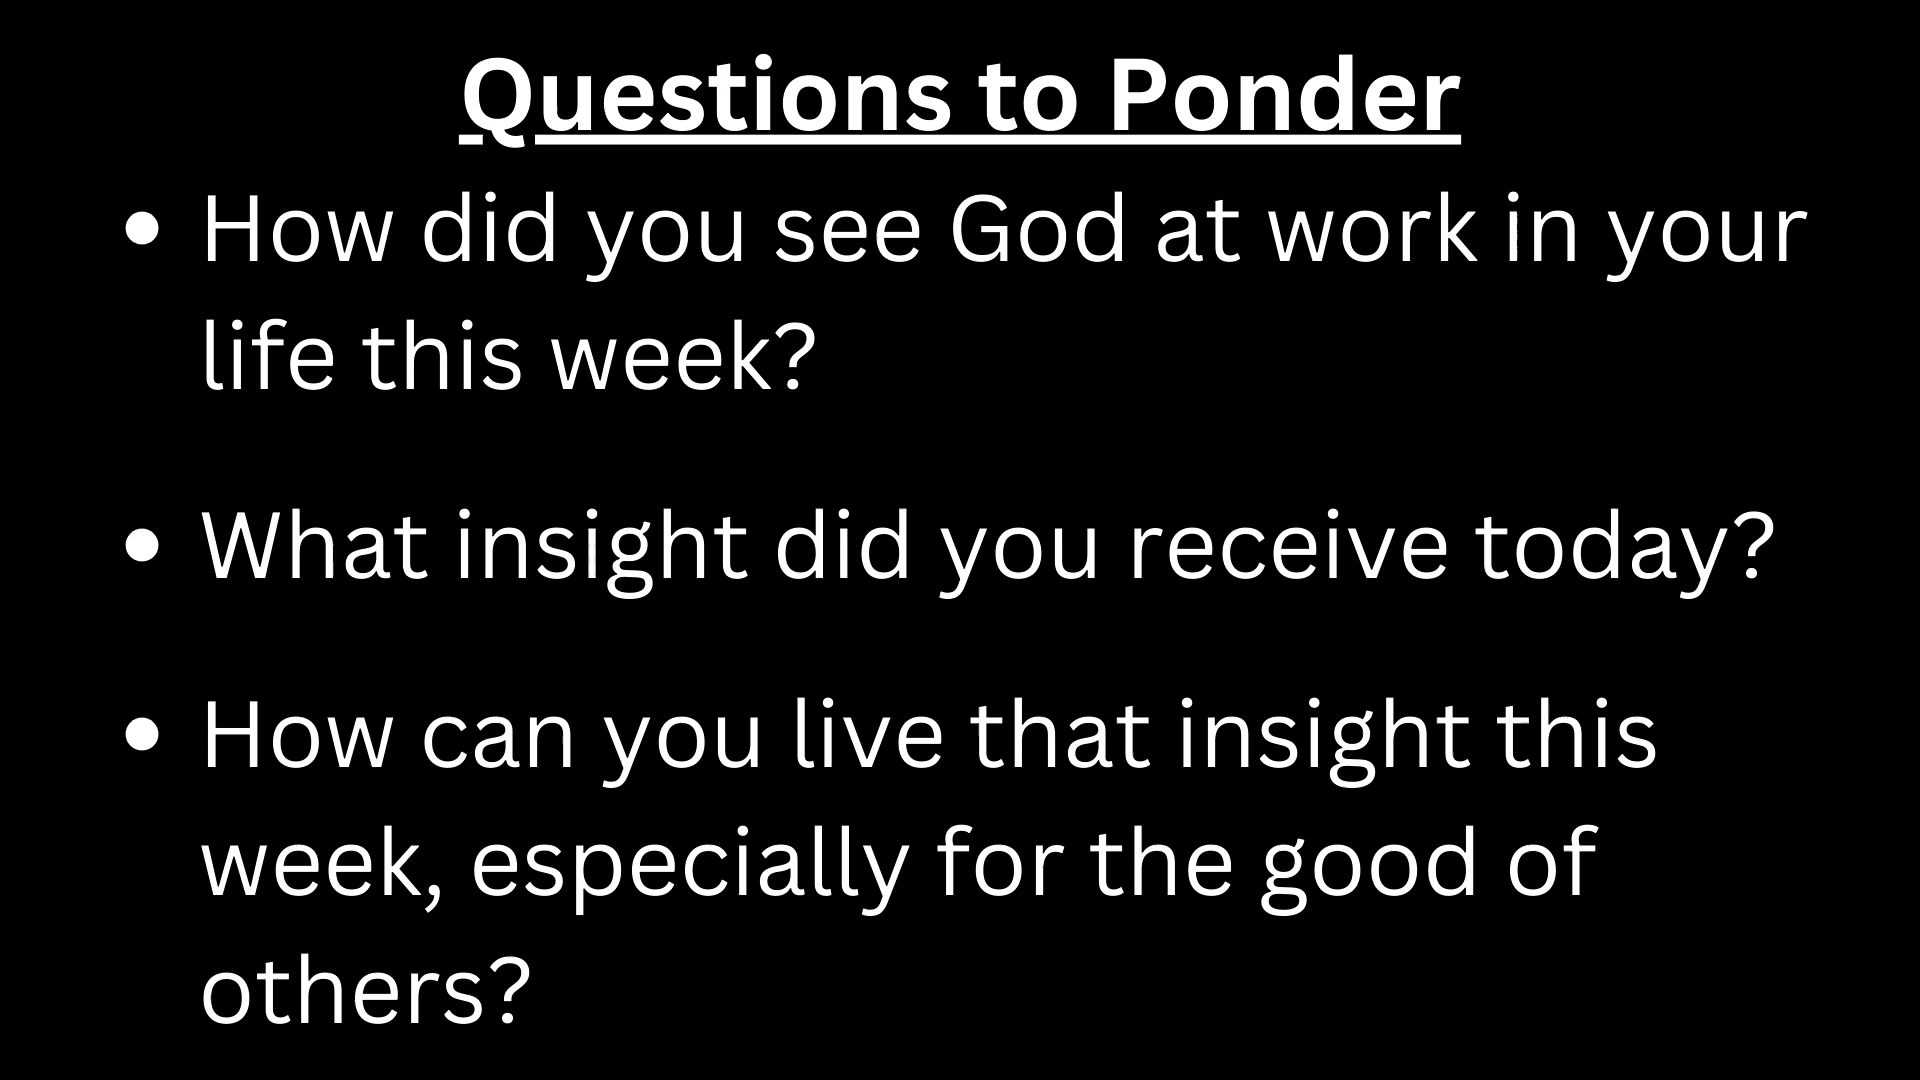 Questions to Ponder
• How did you see God at work in your
life this week?
• What insight did you receive today?
• How can you live that insight this
week, especially for the good of
others?